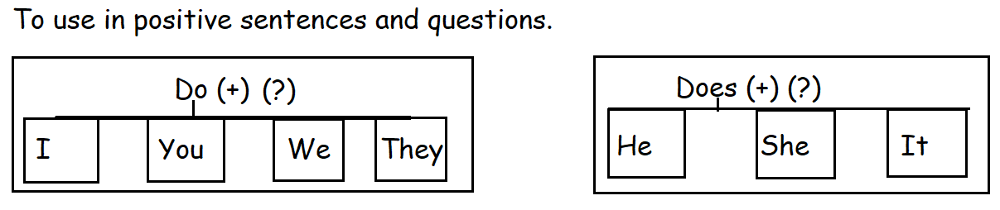 To use in positive sentences and questions.
Do (+) (?)
I You We They
Does (+) (?)
He She It